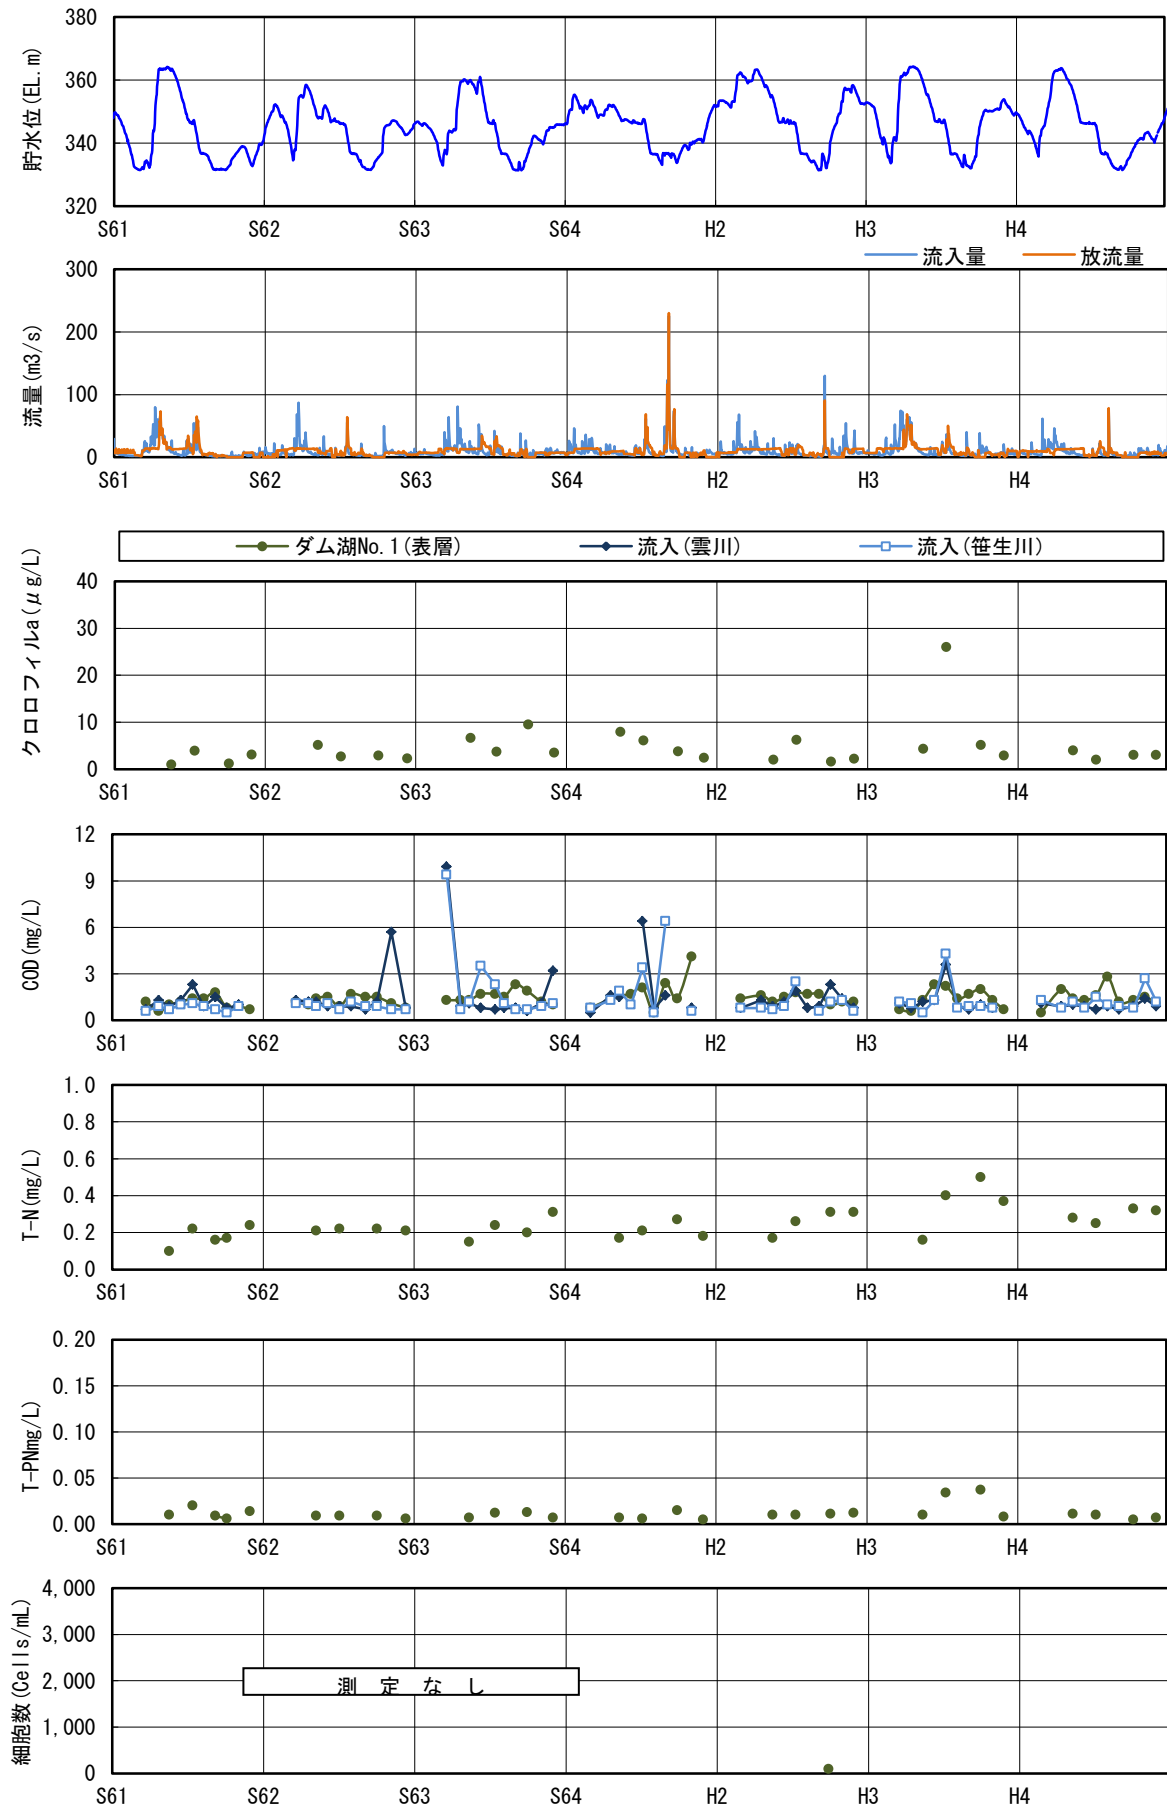 貯水位(EL.m)
380
360
340
320
S61 S62 S63 S64 H2 H3 H4
流入量 放流量
流量(m3/s)
300
200
100
0
S61 S62 S63 S64 H2 H3 H4
ダム湖No.1(表層) 流入(雲川) 流入(笹生川)
クロロフィルa(μg/L)
40
30
20
10
0
S61 S62 S63 S64 H2 H3 H4
COD(mg/L)
12
9
6
3
0
S61 S62 S63 S64 H2 H3 H4
T-N(mg/L)
1.0
0.8
0.6
0.4
0.2
0.0
S61 S62 S63 S64 H2 H3 H4
T-PNmg/L)
0.20
0.15
0.10
0.05
0.00
S61 S62 S63 S64 H2 H3 H4
細胞数(Cells/mL)
4,000
3,000
2,000
1,000
0
測 定 な し
S61 S62 S63 S64 H2 H3 H4